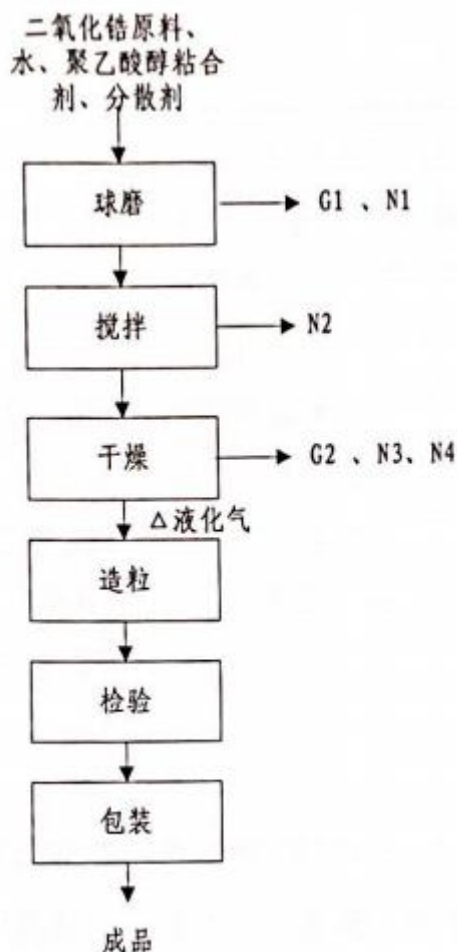 二氧化锆原料、
水、聚乙酸醇粘合
剂、分散剂
球磨
G1 、N1
搅拌
N2
干燥
G2 、N3、N4
△液化气
造粒
检验
包装
成品